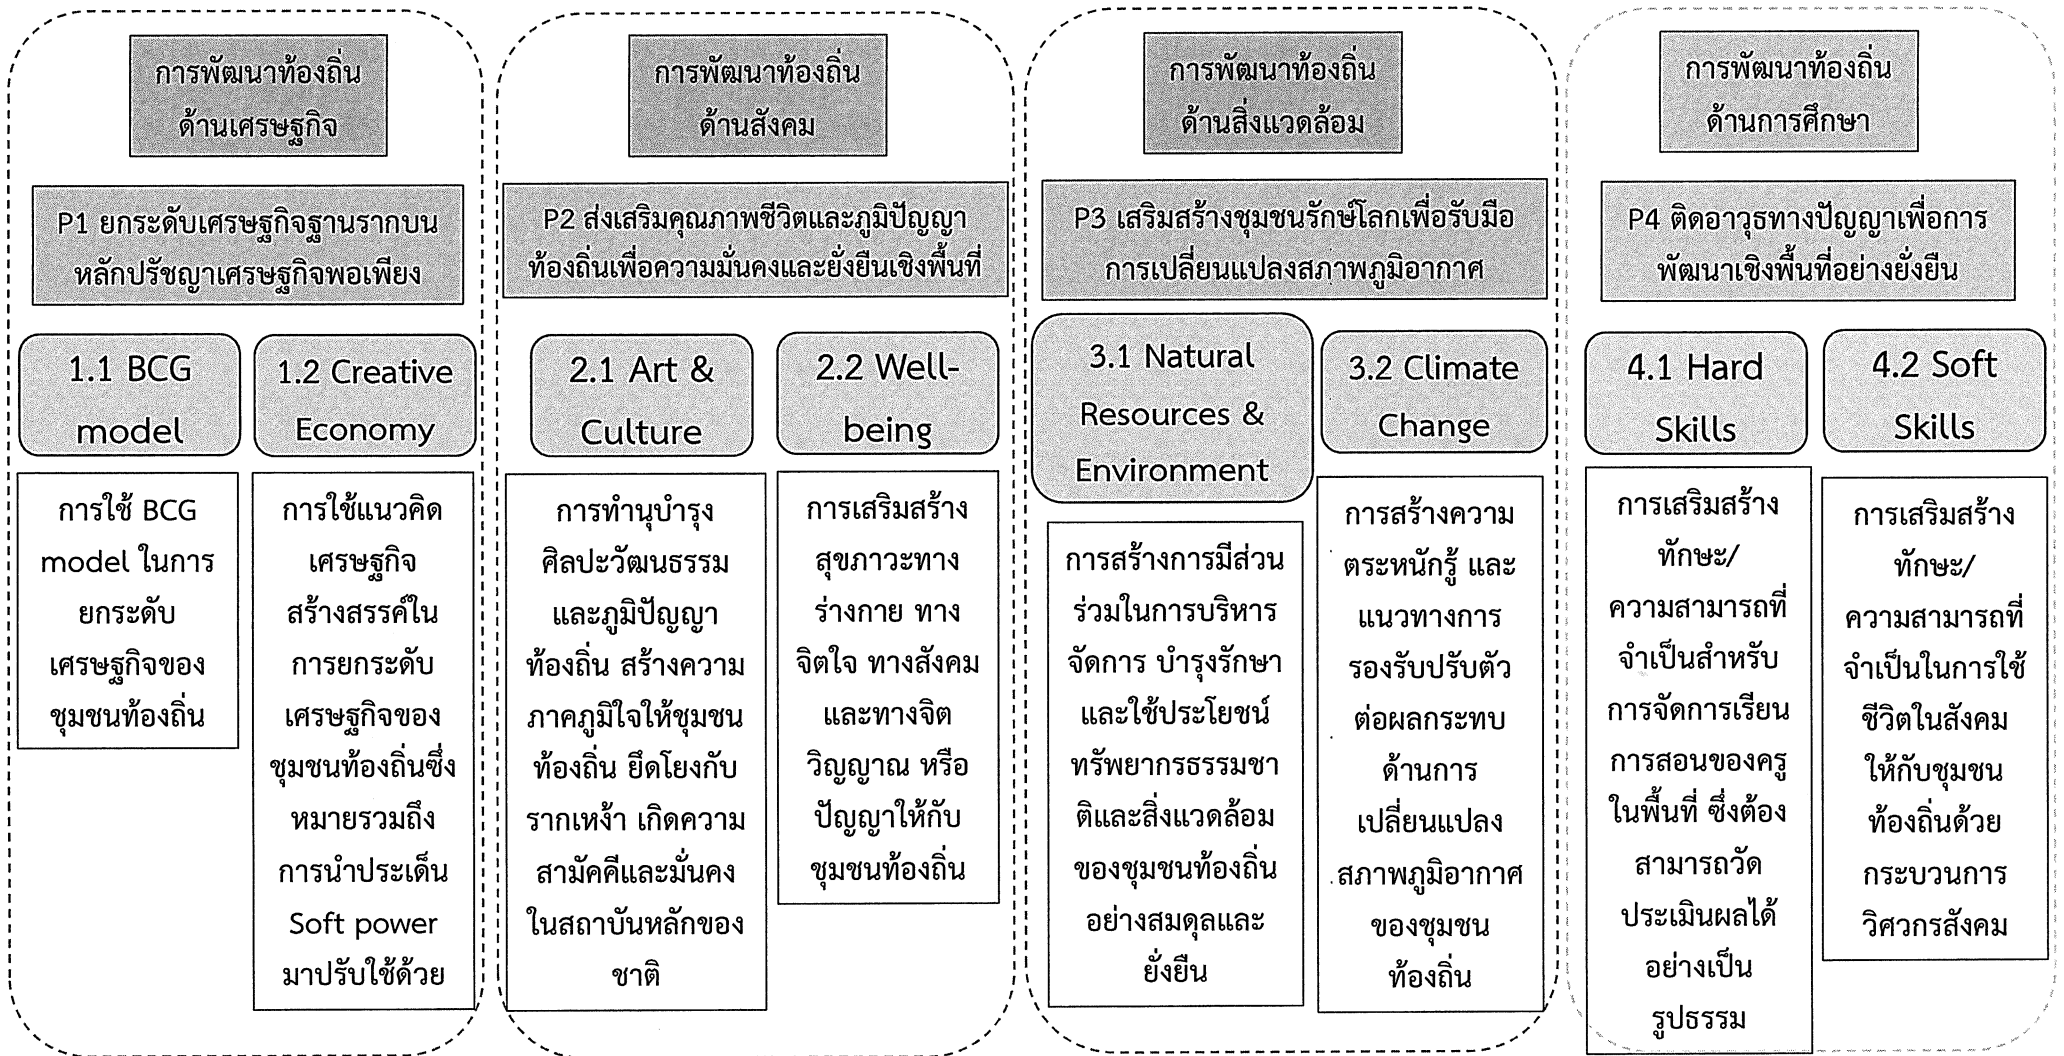 การพัฒนาท้องถิ่น
ด้านเศรษฐกิจ
P1 ยกระดับเศรษฐกิจฐานรากบน
หลักปรัชญาเศรษฐกิจพอเพียง
1.1 BCG
model
การใช้ BCG
model ในการ
ยกระดับ
เศรษฐกิจของ
ชุมชนท้องถิ่น
1.2 Creative
Economy
การใช้แนวคิด
เศรษฐกิจ
สร้างสรรค์ใน
การยกระดับ
เศรษฐกิจของ
ชุมชนท้องถิ่นซึ่ง
หมายรวมถึง
การนำประเด็น
Soft power
มาปรับใช้ด้วย
การพัฒนาท้องถิ่น
ด้านสังคม
P2 ส่งเสริมคุณภาพชีวิตและภูมิปัญญา
ท้องถิ่นเพื่อความมั่นคงและยั่งยืนเชิงพื้นที่
2.1 Art &
Culture
การทำนุบำรุง
ศิลปะวัฒนธรรม
และภูมิปัญญา
ท้องถิ่น สร้างความ
ภาคภูมิใจให้ชุมชน
ท้องถิ่น ยึดโยงกับ
รากเหง้า เกิดความ
สามัคคีและมั่นคง
ในสถาบันหลักของ
ชาติ
2.2 Well-
being
การเสริมสร้าง
สุขภาวะทาง
ร่างกาย ทาง
จิตใจ ทางสังคม
และทางจิต
วิญญาณ หรือ
ปัญญาให้กับ
ชุมชนท้องถิ่น
การพัฒนาท้องถิ่น
ด้านสิ่งแวดล้อม
P3 เสริมสร้างชุมชนรักษ์โลกเพื่อรับมือ
การเปลี่ยนแปลงสภาพภูมิอากาศ
3.1 Natural
Resources &
Environment
การสร้างการมีส่วน
ร่วมในการบริหาร
จัดการ บำรุงรักษา
และใช้ประโยชน์
ทรัพยากรธรรมชา
ติและสิ่งแวดล้อม
ของชุมชนท้องถิ่น
อย่างสมดุลและ
ยั่งยืน
3.2 Climate
Change
การสร้างความ
ตระหนักรู้ และ
แนวทางการ
รองรับปรับตัว
ต่อผลกระทบ
ด้านการ
เปลี่ยนแปลง
สภาพภูมิอากาศ
ของชุมชน
ท้องถิ่น
การพัฒนาท้องถิ่น
ด้านการศึกษา
P4 ติดอาวุธทางปัญญาเพื่อการ
พัฒนาเชิงพื้นที่อย่างยั่งยืน
4.1 Hard
Skills
การเสริมสร้าง
ทักษะ/
ความสามารถที่
จำเป็นสำหรับ
การจัดการเรียน
การสอนของครู
ในพื้นที่ ซึ่งต้อง
สามารถวัด
ประเมินผลได้
อย่างเป็น
รูปธรรม
4.2 Soft
Skills
การเสริมสร้าง
ทักษะ/
ความสามารถที่
จำเป็นในการใช้
ชีวิตในสังคม
ให้กับชุมชน
ท้องถิ่นด้วย
กระบวนการ
วิศวกรสังคม